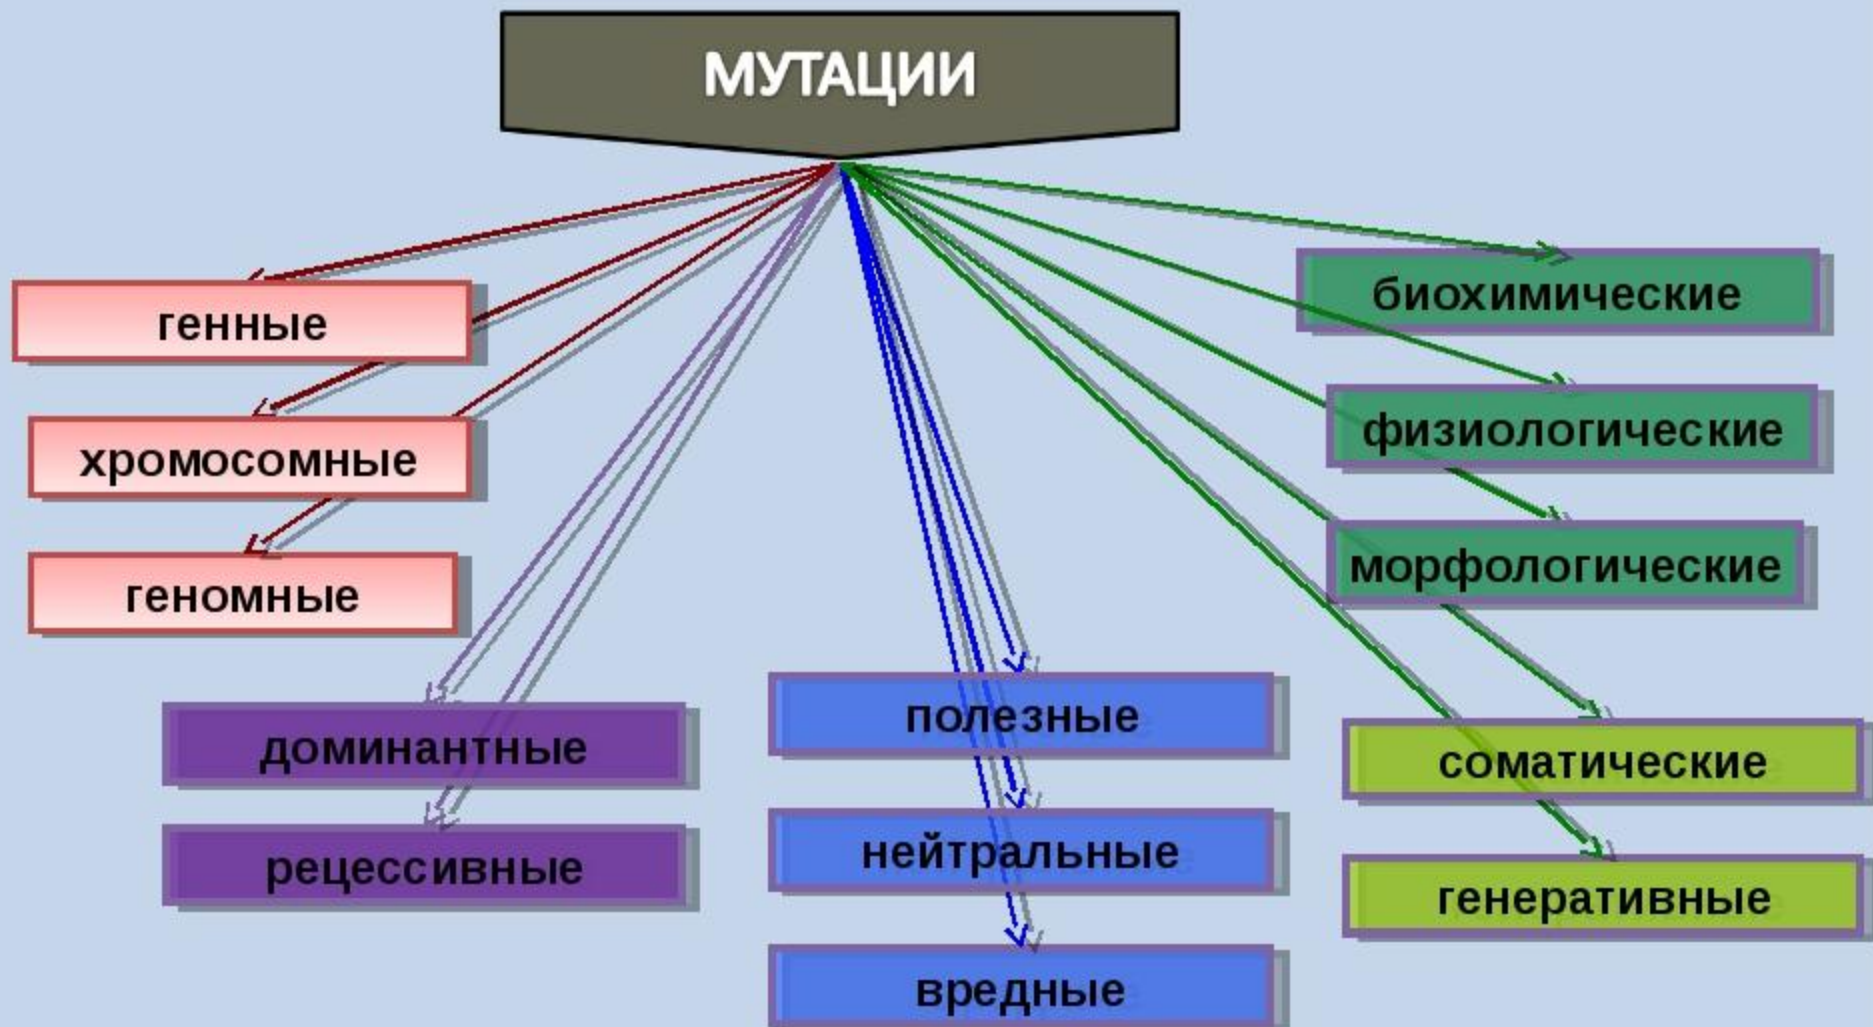 МУТАЦИИ
генные
хромосомные
геномные
доминантные
рецессивные
полезные
нейтральные
вредные
биохимические
физиологические
морфологические
соматические
генеративные